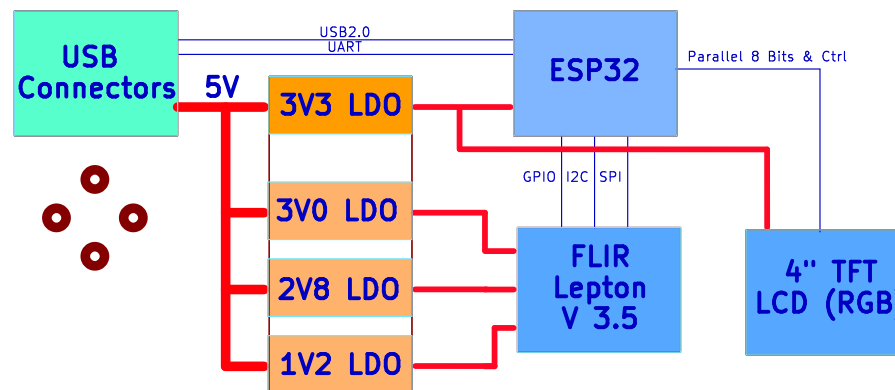 USB
Connectors
5V
USB2.0
UART
ESP32
Parallel 8 Bits & Ctrl
3V3 LDO
GPIO I2C SPI
3V0 LDO
2V8 LDO
1V2 LDO
FLIR
Lepton
V 3.5
4" TFT
LCD (RGB